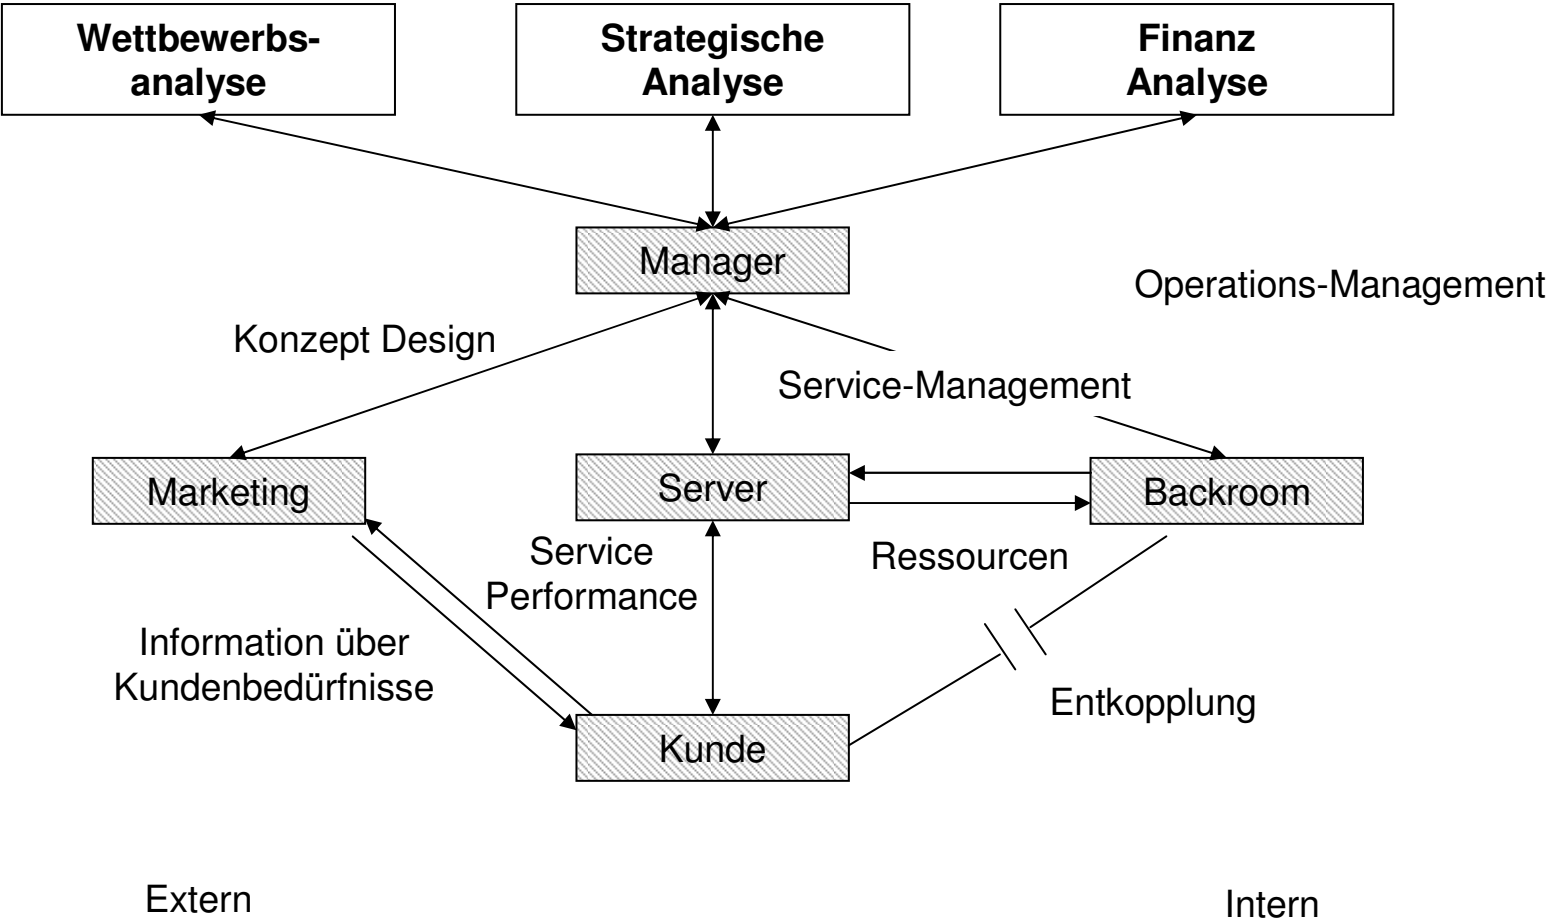 Wettbewerbs-
analyse
Strategische
Analyse
Finanz
Analyse
Manager
Operations-Management
Konzept Design
Service-Management
Marketing
Server
Backroom
Service
Performance
Ressourcen
Information über
Kundenbedürfnisse
Entkopplung
Kunde
Extern
Intern